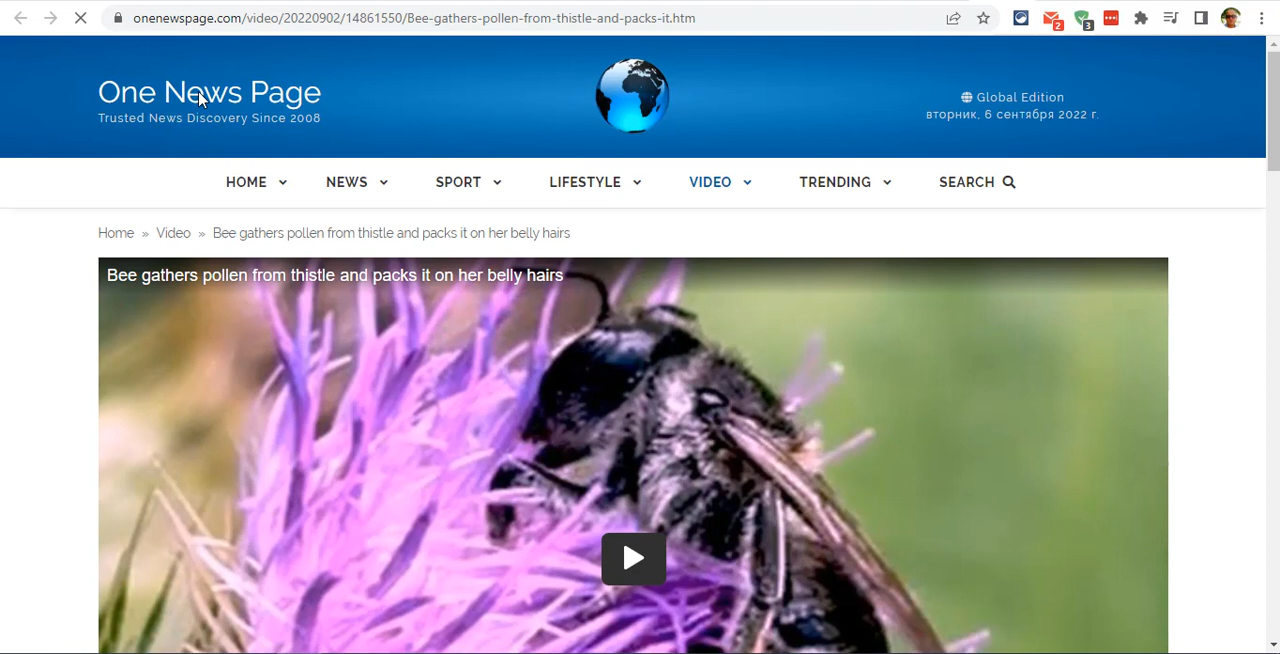 onenewspage.com/video/20220902/14861550/Bee-gathers-pollen-from-thistle-and-packs-it.htm
2
3
One News Page
Trusted News Discovery Since 2008
Global Edition
вторник, 6 сентября 2022 г.
HOME NEWS SPORT LIFESTYLE VIDEO TRENDING SEARCH
Home » Video » Bee gathers pollen from thistle and packs it on her belly hairs
Bee gathers pollen from thistle and packs it on her belly hairs